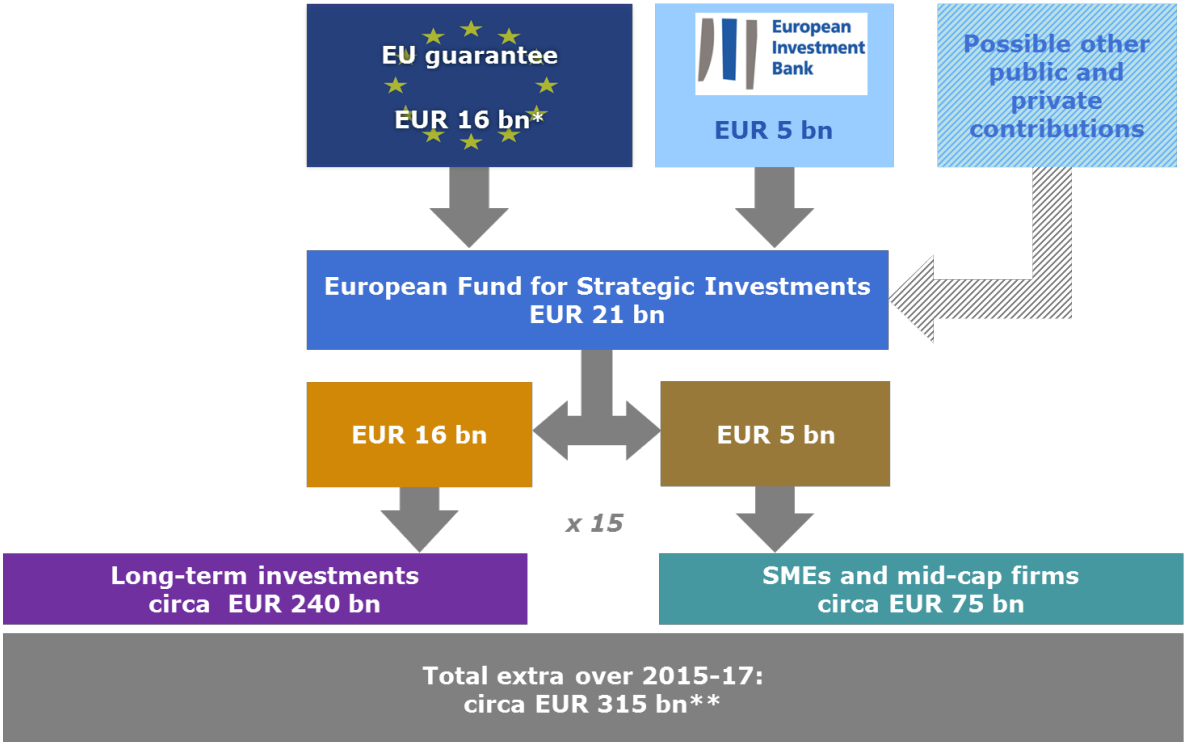 EU guarantee
EUR 16 bn*
European
Investment
Bank
EUR 5 bn
Possible other
public and
private
contributions
European Fund for Strategic Investments
EUR 21 bn
EUR 16 bn
EUR 5 bn
x 15
Long-term investments
circa EUR 240 bn
SMEs and mid-cap firms
circa EUR 75 bn
Total extra over 2015-17:
circa EUR 315 bn**